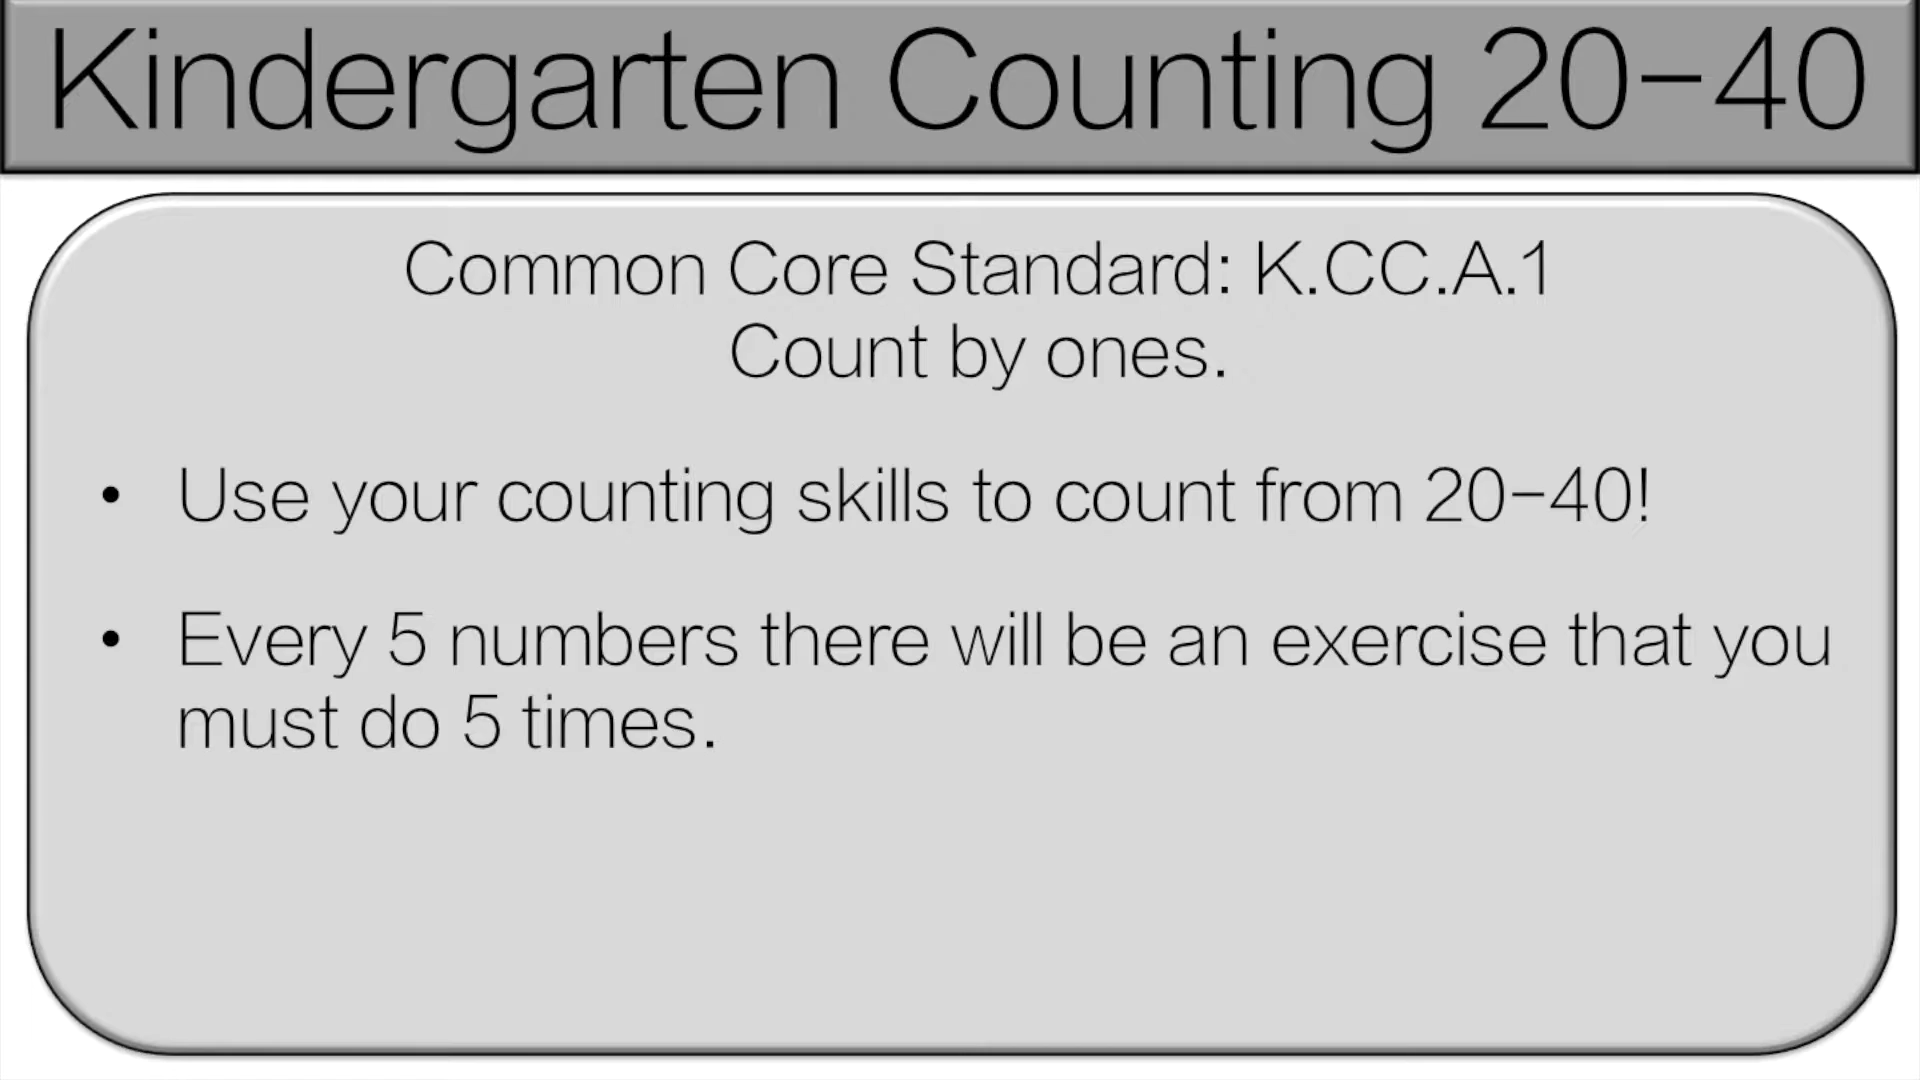 Kindergarten Counting 20-40
Common Core Standard: K.CC.A.1
Count by ones.
• Use your counting skills to count from 20-40!
• Every 5 numbers there will be an exercise that you
must do 5 times.